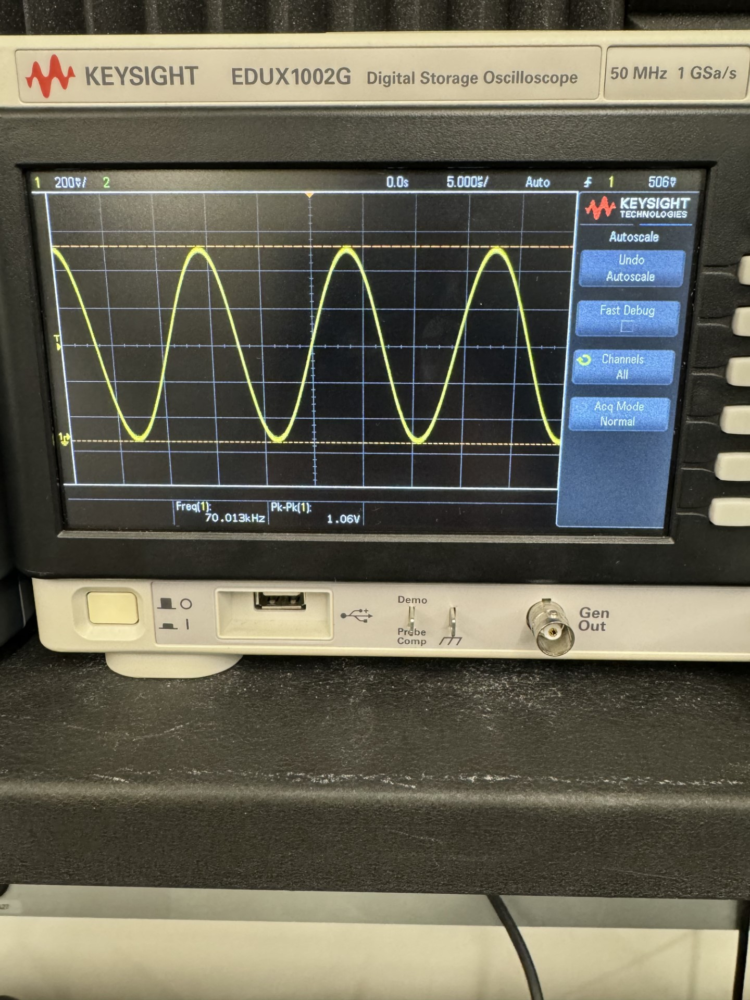 KEYSIGHT EDUX1002G Digital Storage Oscilloscope 50 MHz 1 GSa/s
1 200mV/ 2 0.0s 5.000µs/ Auto 1 506mV
KEYSIGHT
TECHNOLOGIES
Autoscale
Undo
Autoscale
Fast Debug
Channels
All
Acq Mode
Normal
T
1
Freq(1): Pk-Pk(1):
70.013kHz 1.06V
Demo
Probe
Comp
Gen
Out